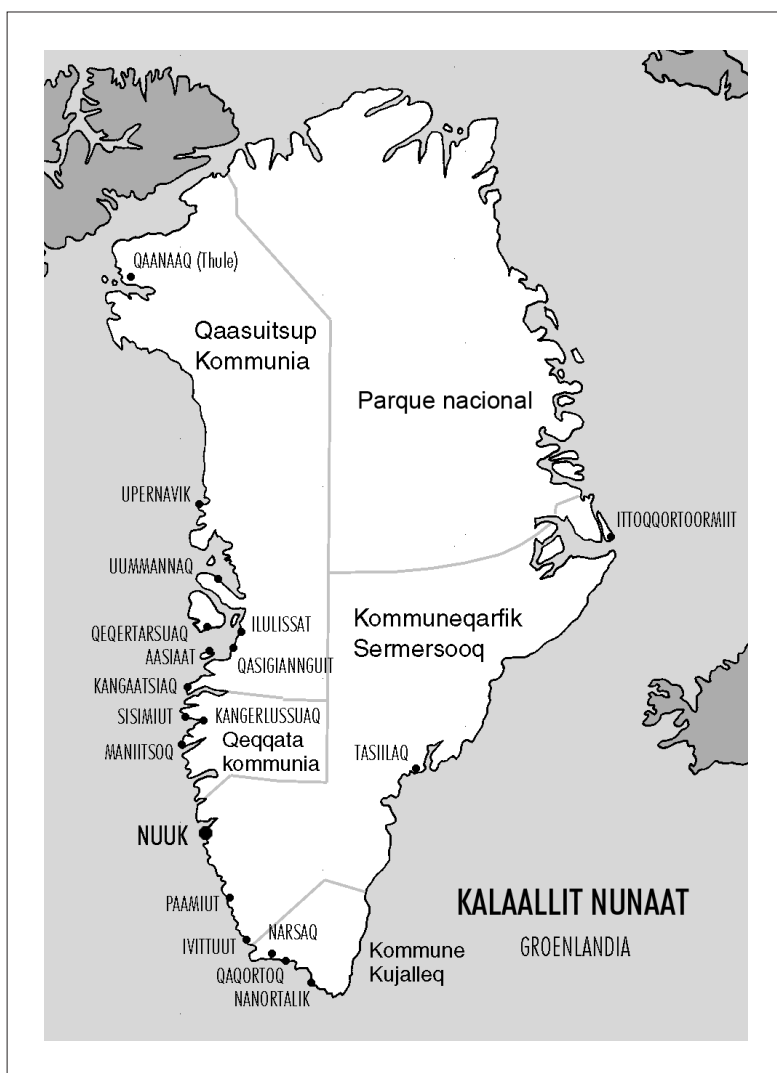 QAANAAQ (Thule)
Qaasuitsup
Kommunia
Parque nacional
UPERNAVIK
ITTOQQORTOORMIIT
UUMMANNAQ
Kommuneqarfik
Sermersooq
ILULISSAT
QEQERTARSUAQ
AASIAAT
QASIGIANNGUIT
KANGAATSIAQ
SISIMIUT
KANGERLUSSUAQ
Qeqqata
kommunia
MANIITSOQ
TASIILAQ
NUUK
PAAMIUT
KALAALLIT NUNAAT
GROENLANDIA
IVITTUUT
NARSAQ
Kommune
Kujalleq
QAQORTOQ
NANORTALIK